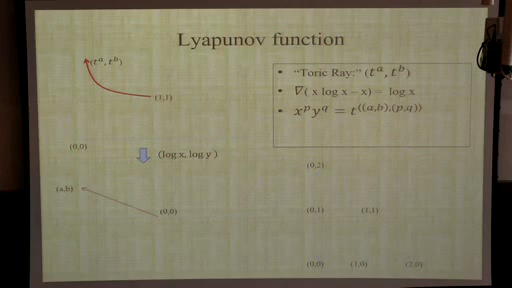 Lyapunov function
(t^a, t^b)
(1,1)
(0,0)
(log x, log y )
(a,b)
(0,0)
• "Toric Ray:" (t^a, t^b)
• ∇( x log x − x) = log x
• x^p y^q = t^((a,b),(p,q))
(0,2)
(0,1) (1,1)
(0,0) (1,0) (2,0)